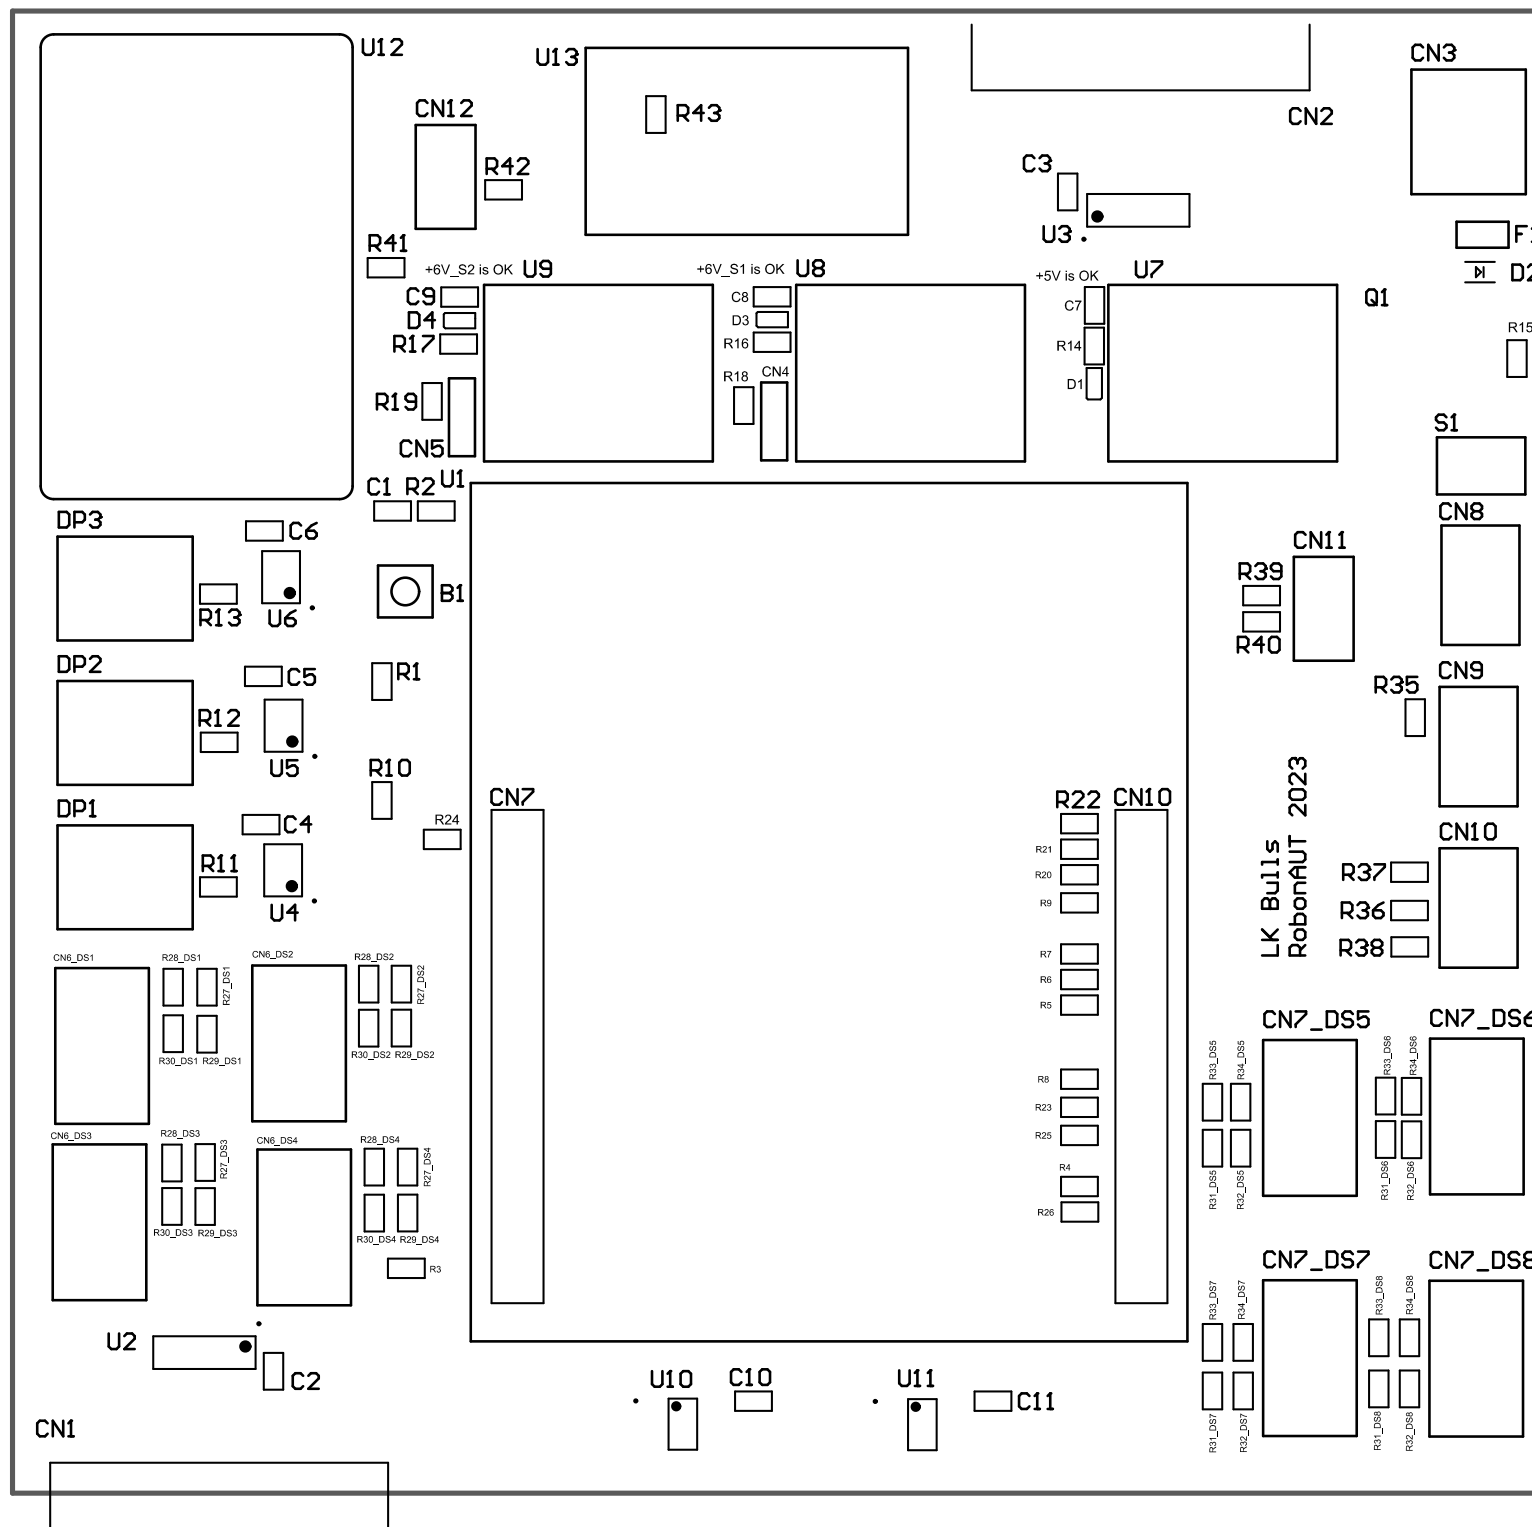 U12
U13
CN3
CN12
R43
CN2
R42
C3
U3
F1
R41
+6V_S2 is OK
U9
+6V_S1 is OK
U8
+5V is OK
U7
D2
C9
C8
C7
Q1
D4
D3
R17
R16
R14
R15
R18
CN4
D1
R19
CN5
S1
U1
C1
R2
DP3
C6
CN8
CN11
R39
B1
R13
U6
R40
DP2
C5
R1
CN9
R35
R12
U5
R10
CN7
R22
CN10
DP1
C4
R24
CN10
LK Bulls
RobonAUT 2023
R21
R11
R20
R37
R9
U4
R36
R38
CN6_DS1
R28_DS1
R27_DS1
CN6_DS2
R28_DS2
R27_DS2
R7
R6
R5
CN7_DS5
CN7_DS6
R30_DS1
R29_DS1
R30_DS2
R29_DS2
R33_DS5
R34_DS5
R33_DS6
R34_DS6
R8
R23
R25
CN6_DS3
R28_DS3
R27_DS3
CN6_DS4
R28_DS4
R27_DS4
R4
R31_DS5
R32_DS5
R31_DS6
R32_DS6
R26
R30_DS3
R29_DS3
R30_DS4
R29_DS4
R3
CN7_DS7
CN7_DS8
R33_DS7
R34_DS7
R33_DS8
R34_DS8
U2
C2
U10
C10
U11
C11
R31_DS7
R32_DS7
R31_DS8
R32_DS8
CN1